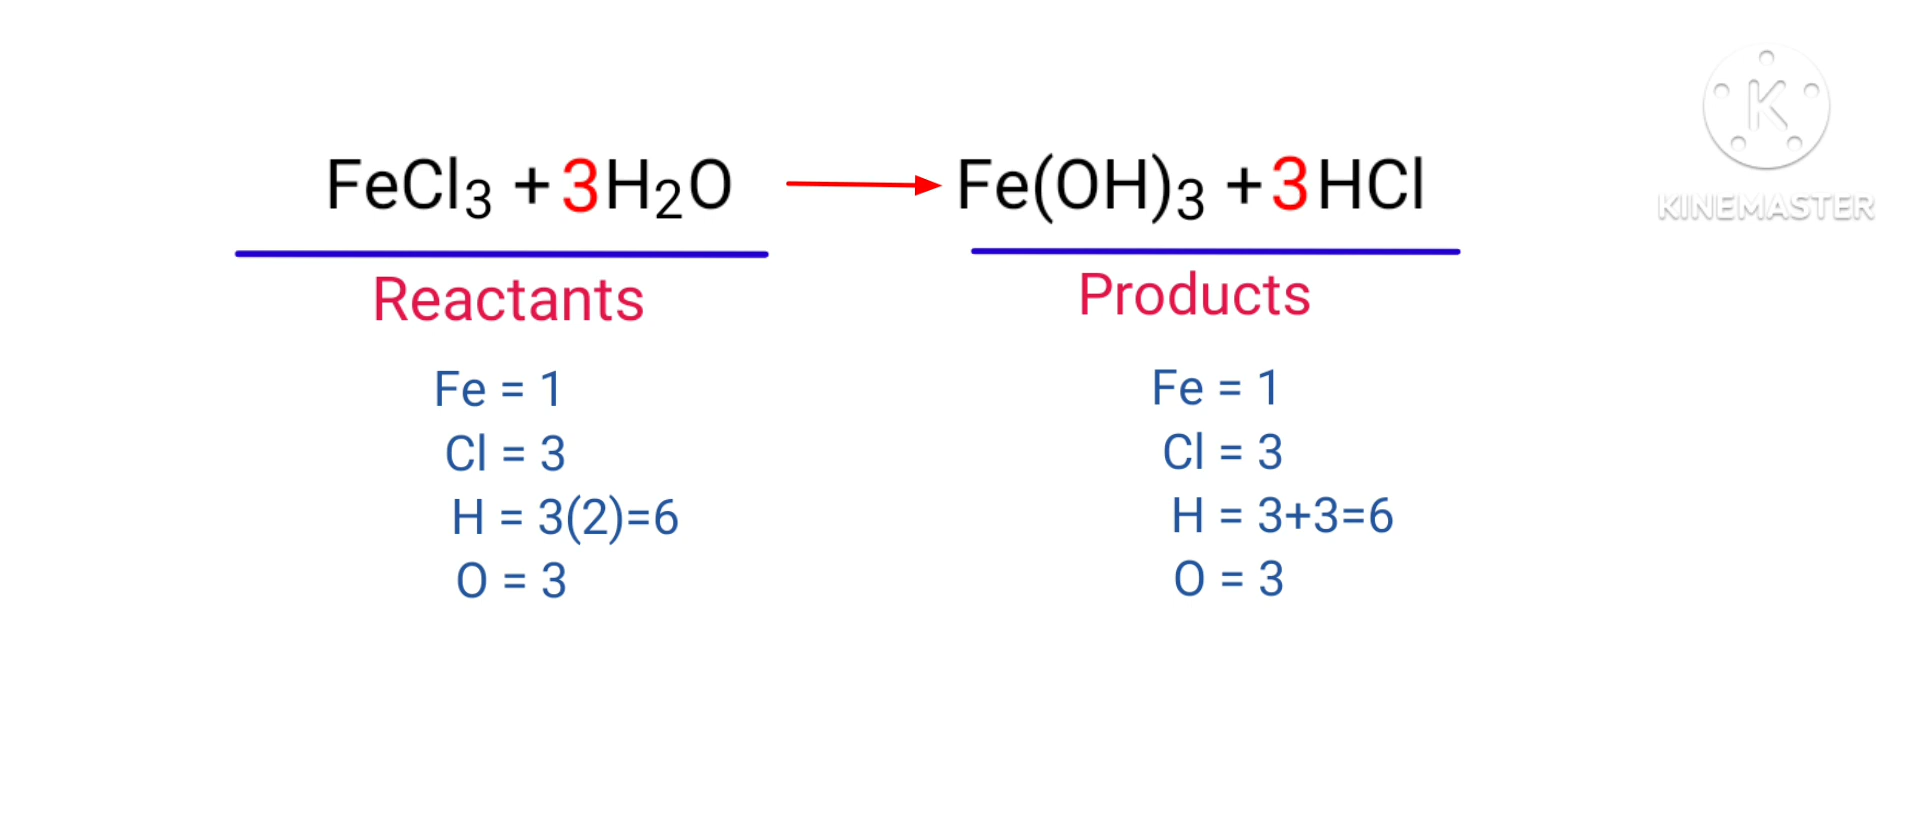 FeCl3 + 3H2O → Fe(OH)3 + 3HCl
K
KINEMASTER
Reactants
Products
Fe = 1
Cl = 3
H = 3(2)=6
O = 3
Fe = 1
Cl = 3
H = 3+3=6
O = 3